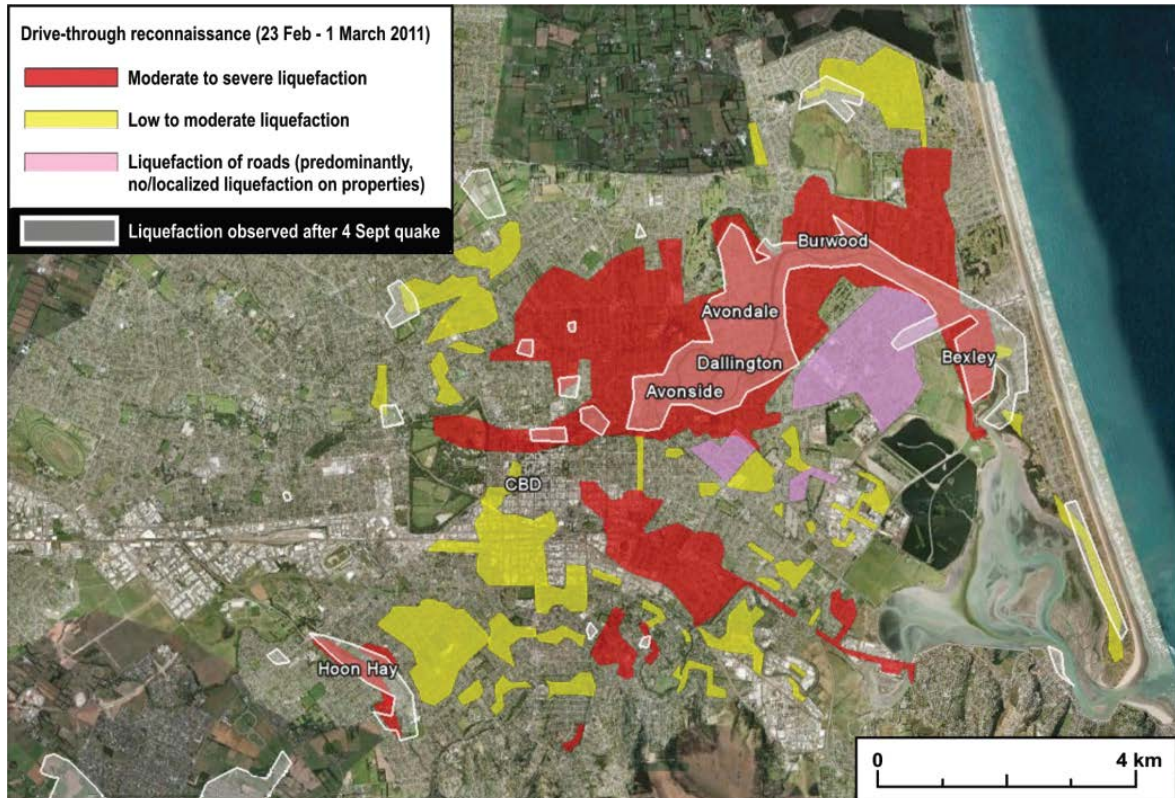 Drive-through reconnaissance (23 Feb - 1 March 2011)
Moderate to severe liquefaction
Low to moderate liquefaction
Liquefaction of roads (predominantly,
no/localized liquefaction on properties)
Liquefaction observed after 4 Sept quake
Burwood
Avondale
Dallington
Bexley
Avonside
CBD
Hoon Hay
0
4 km